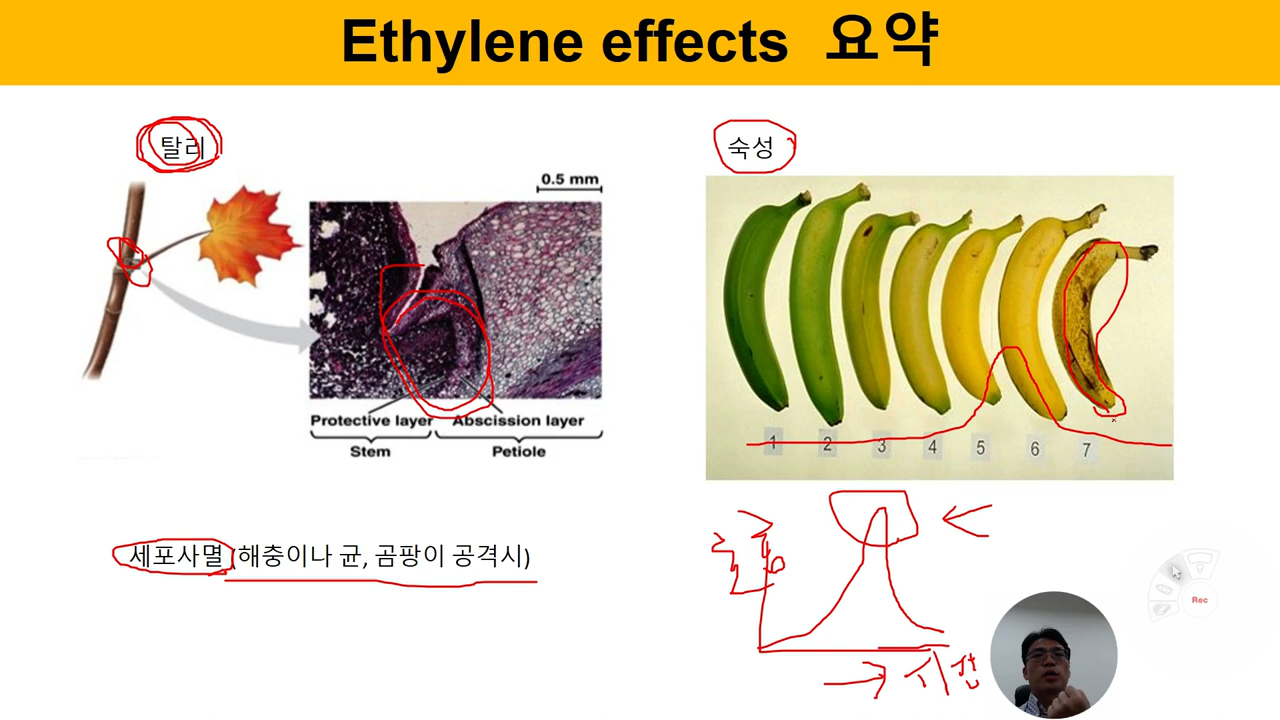 Ethylene effects 요약
탈리
0.5 mm
Protective layer Abscission layer
Stem Petiole
세포사멸 (해충이나 균, 곰팡이 공격시)
숙성
1 2 3 4 5 6 7
시간
Rec